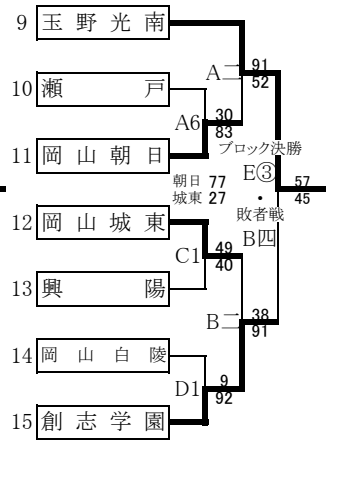 9 玉野光南
A二 91
52
10 瀬戸
A6 30
83
ブロック決勝
11 岡山朝日
E③ 57
45
朝日 77
城東 27
・
敗者戦
B四
12 岡山城東
C1 49
40
13 興陽
B二 38
91
14 岡山白陵
D1 9
92
15 創志学園